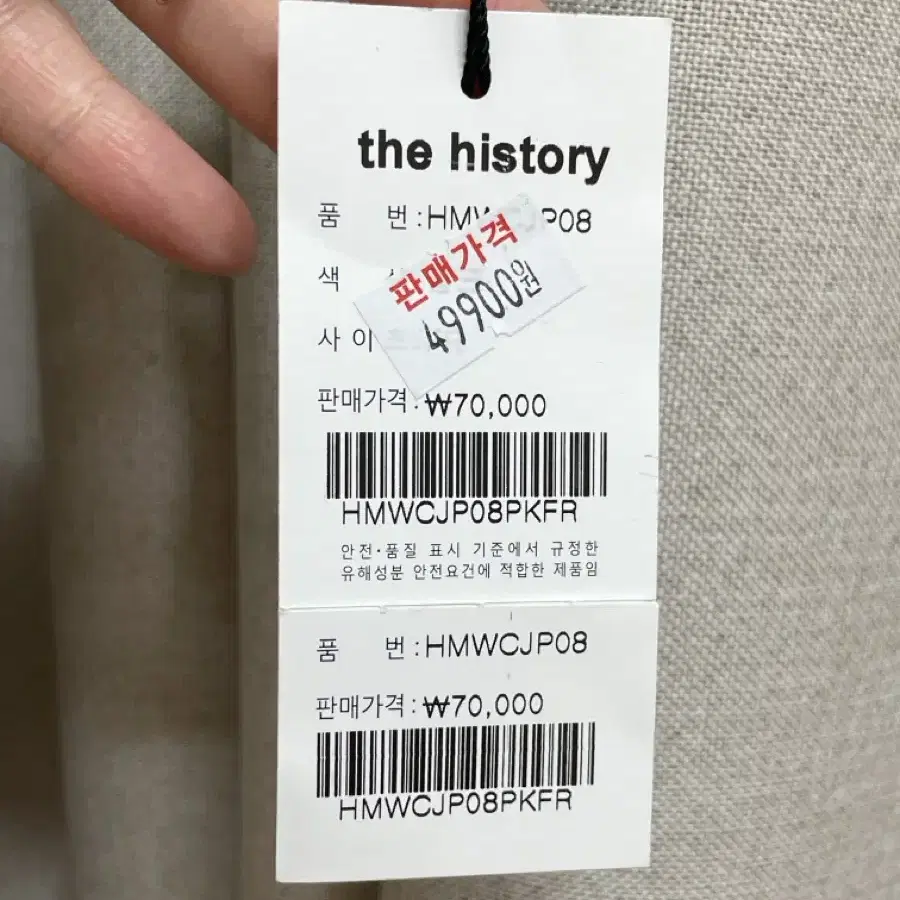 the history
품 번 : HMW JP08
판매가격
49900원
색
사이
판매가격 : ₩70,000
HMWCJP08PKFR
안전·품질 표시 기준에서 규정한
유해성분 안전요건에 적합한 제품임
품 번 : HMWCJP08
판매가격 : ₩70,000
HMWCJP08PKFR